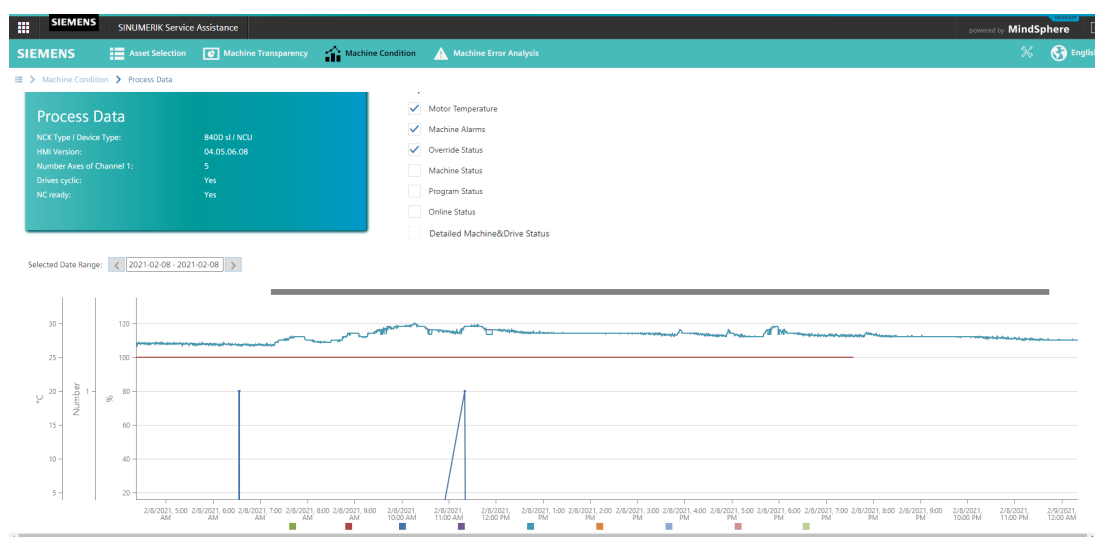 SIEMENS
SINUMERIK Service Assistance
DEVELOP
powered by MindSphere
SIEMENS
Asset Selection
Machine Transparency
Machine Condition
Machine Error Analysis
English
Machine Condition
Process Data
Process Data
NCK Type / Device Type: 840D sl / NCU
HMI Version: 04.05.06.08
Number Axes of Channel 1: 5
Drives cyclic: Yes
NC ready: Yes
Motor Temperature
Machine Alarms
Override Status
Machine Status
Program Status
Online Status
Detailed Machine&Drive Status
Selected Date Range: 2021-02-08 - 2021-02-08
30
25
20
15
10
5
°C
Number
1
%
120
100
80
60
40
20
2/8/2021, 5:00 AM
2/8/2021, 6:00 AM
2/8/2021, 7:00 AM
2/8/2021, 8:00 AM
2/8/2021, 9:00 AM
2/8/2021, 10:00 AM
2/8/2021, 11:00 AM
2/8/2021, 12:00 PM
2/8/2021, 1:00 PM
2/8/2021, 2:00 PM
2/8/2021, 3:00 PM
2/8/2021, 4:00 PM
2/8/2021, 5:00 PM
2/8/2021, 6:00 PM
2/8/2021, 7:00 PM
2/8/2021, 8:00 PM
2/8/2021, 9:00 PM
2/8/2021, 10:00 PM
2/8/2021, 11:00 PM
2/9/2021, 12:00 AM